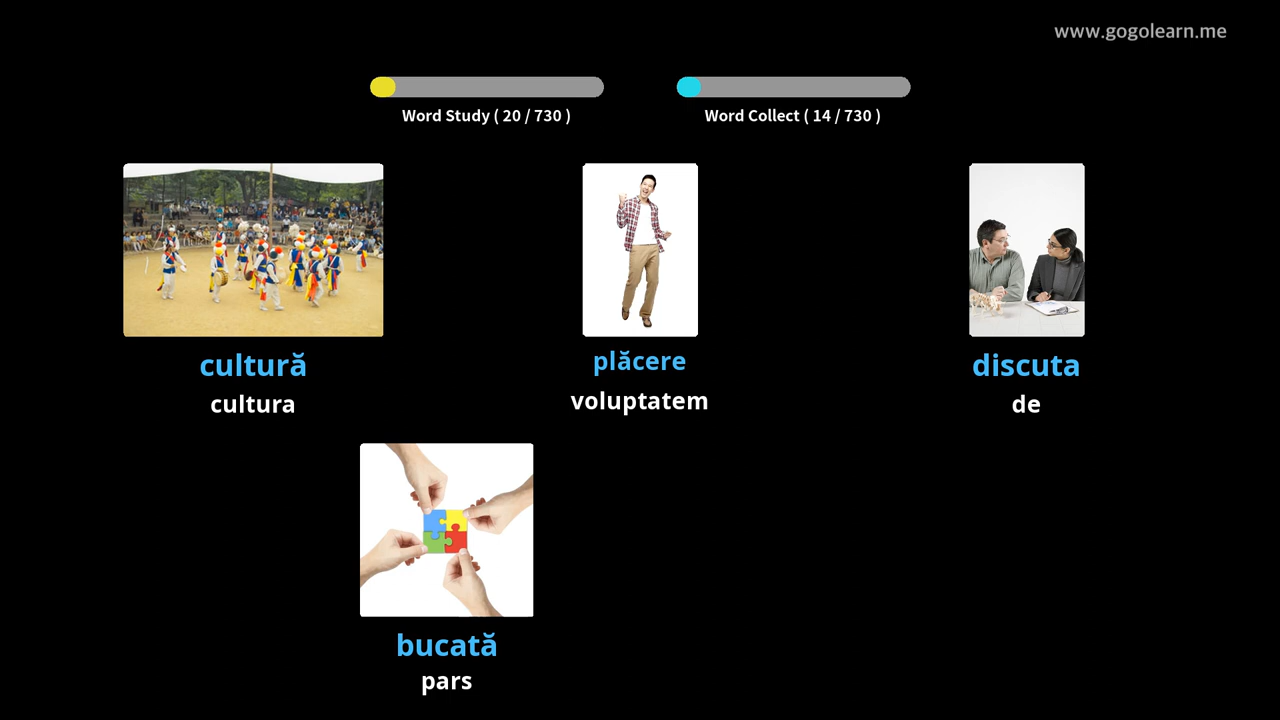 www.gogolearn.me
Word Study ( 20 / 730 )
Word Collect ( 14 / 730 )
cultură
cultura
plăcere
voluptatem
discuta
de
bucată
pars